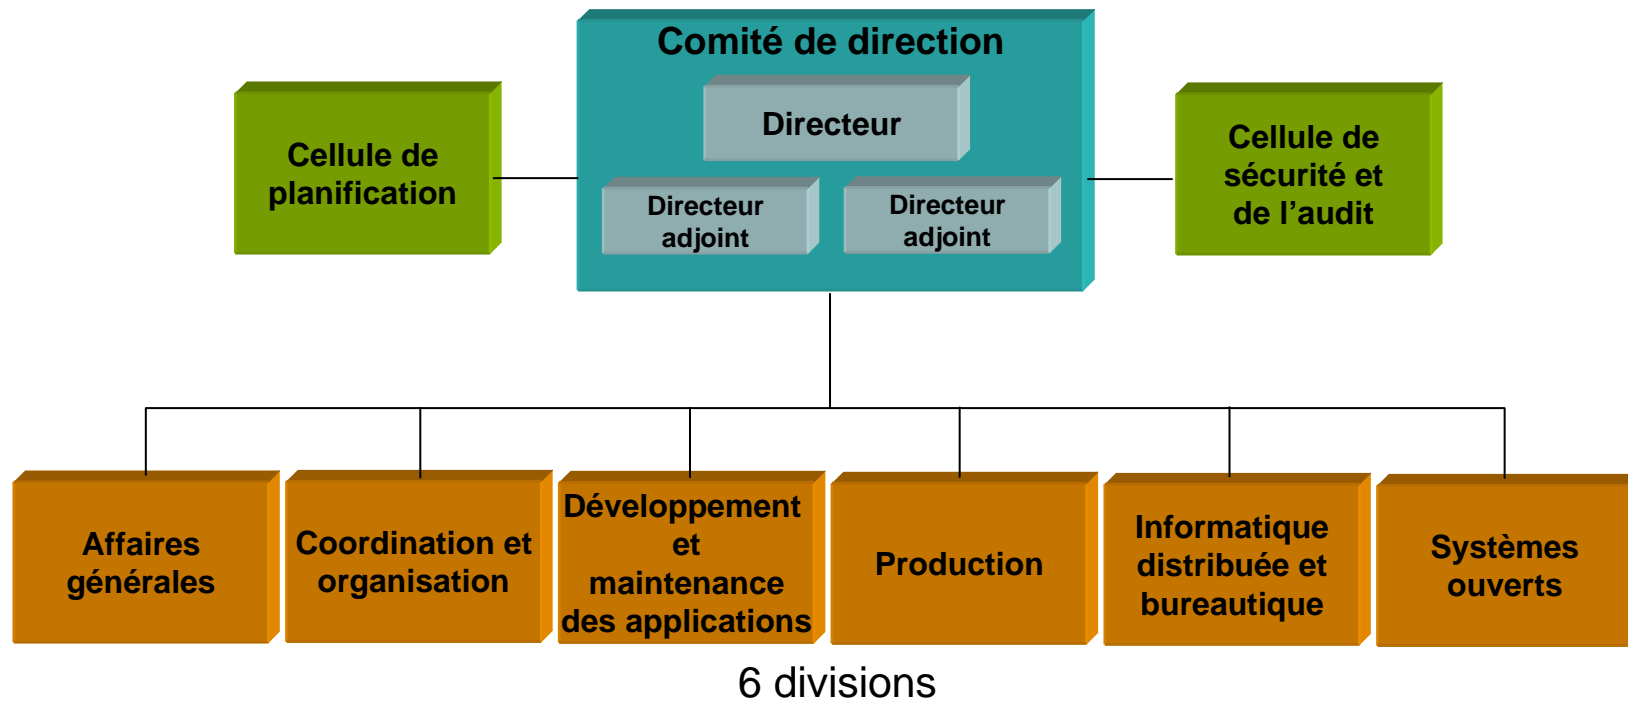 Comité de direction
Directeur
Directeur
adjoint
Directeur
adjoint
Cellule de
planification
Cellule de
sécurité et
de l’audit
Affaires
générales
Coordination et
organisation
Développement
et
maintenance
des applications
Production
Informatique
distribuée et
bureautique
Systèmes
ouverts
6 divisions